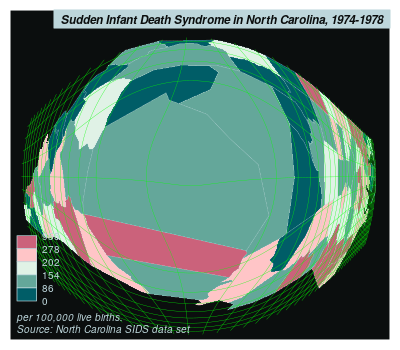 Sudden Infant Death Syndrome in North Carolina, 1974-1978
278
202
154
86
0
per 100,000 live births.
Source: North Carolina SIDS data set